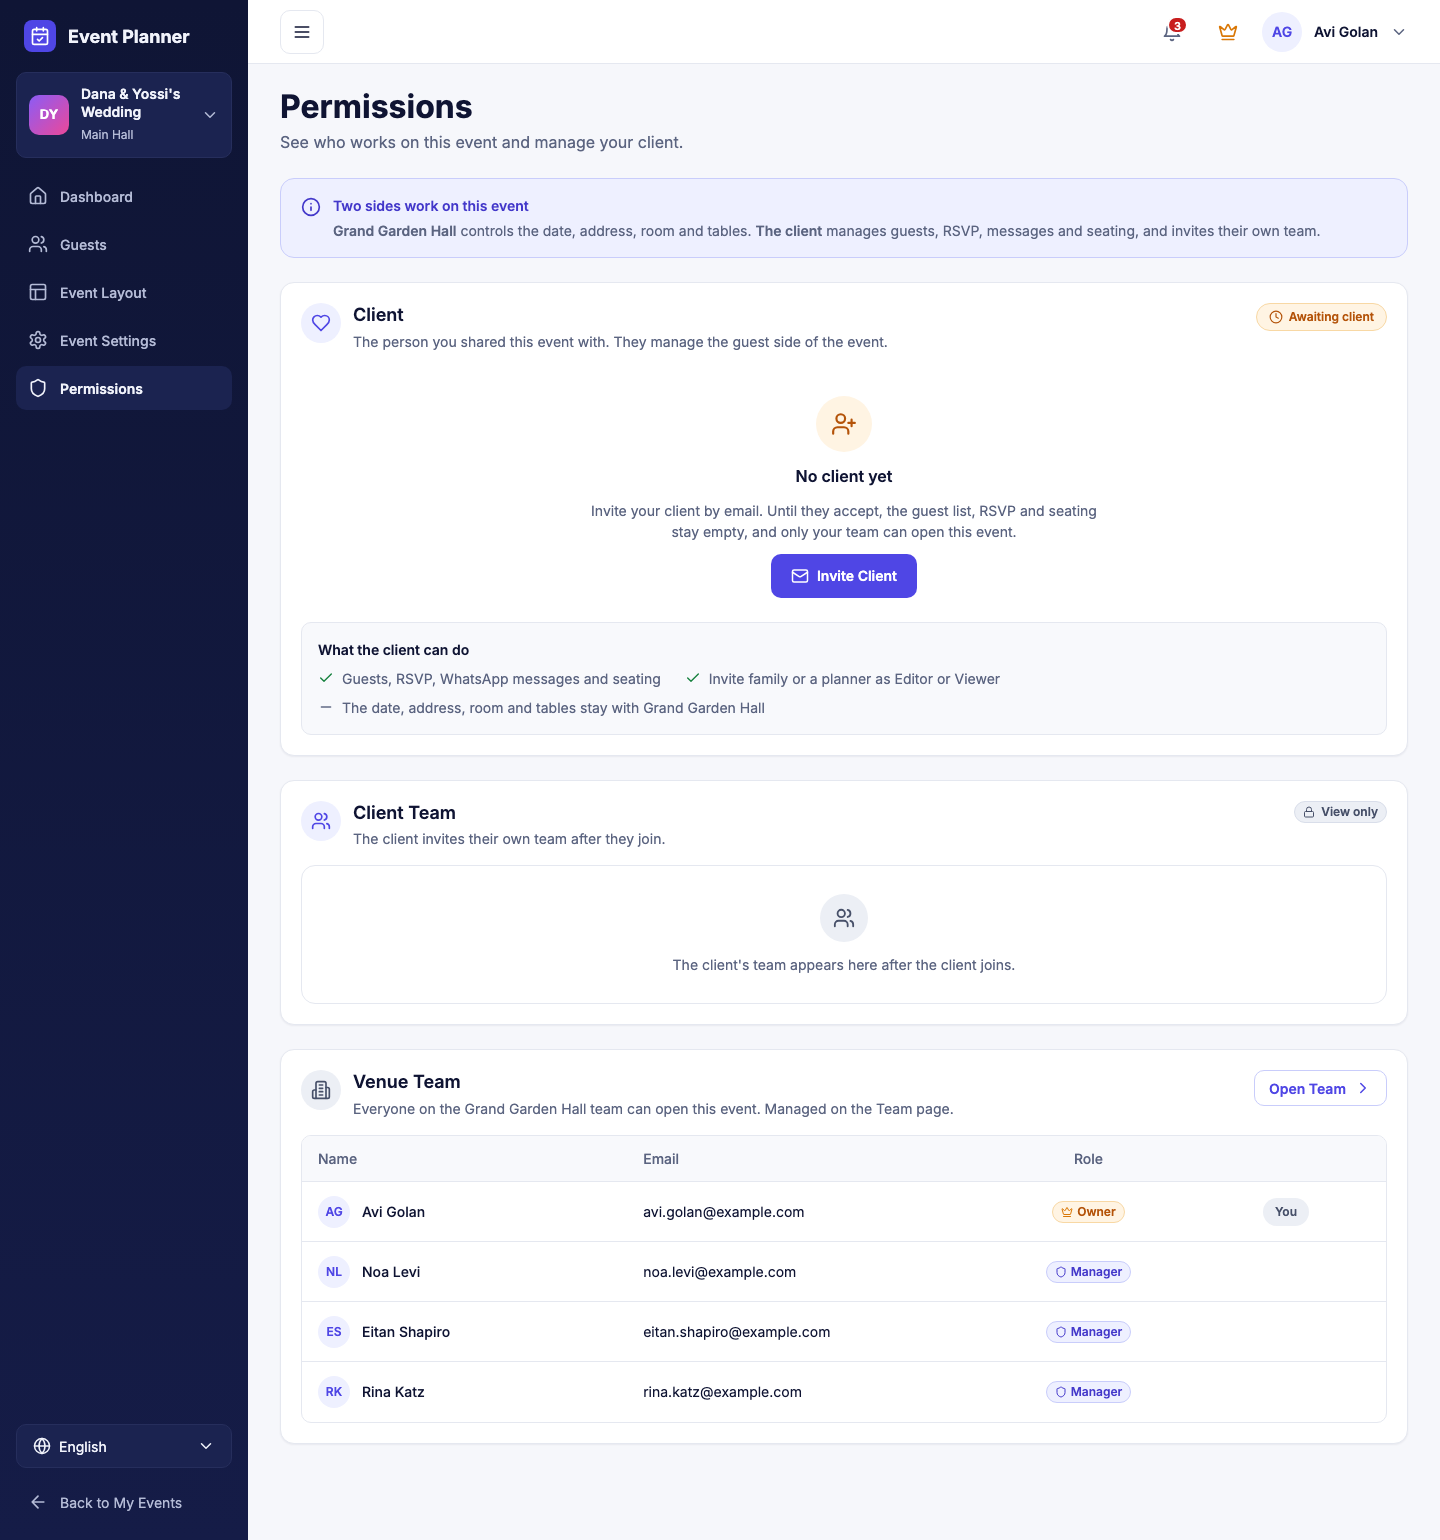 Event Planner
DY
Dana & Yossi's
Wedding
Main Hall
Dashboard
Guests
Event Layout
Event Settings
Permissions
English
Back to My Events
3
AG
Avi Golan
Permissions
See who works on this event and manage your client.
Two sides work on this event
Grand Garden Hall controls the date, address, room and tables. The client manages guests, RSVP, messages and seating, and invites their own team.
Client
Awaiting client
The person you shared this event with. They manage the guest side of the event.
No client yet
Invite your client by email. Until they accept, the guest list, RSVP and seating
stay empty, and only your team can open this event.
Invite Client
What the client can do
Guests, RSVP, WhatsApp messages and seating
Invite family or a planner as Editor or Viewer
The date, address, room and tables stay with Grand Garden Hall
Client Team
View only
The client invites their own team after they join.
The client's team appears here after the client joins.
Venue Team
Open Team
Everyone on the Grand Garden Hall team can open this event. Managed on the Team page.
Name Email Role
AG Avi Golan avi.golan@example.com Owner You
NL Noa Levi noa.levi@example.com Manager
ES Eitan Shapiro eitan.shapiro@example.com Manager
RK Rina Katz rina.katz@example.com Manager